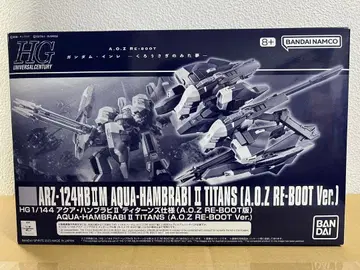 A.O.Z RE-BOOT
ガンダム・インレ ―くろうさぎのみた夢―
HG
UNIVERSAL CENTURY
8+
BANDAI NAMCO
ARZ-124HBⅡM AQUA-HAMBRABI Ⅱ TITANS (A.O.Z RE-BOOT Ver.)
HG 1/144 アクア・ハンブラビⅡ ティターンズ仕様 (A.O.Z RE-BOOT版)
AQUA-HAMBRABI Ⅱ TITANS (A.O.Z RE-BOOT Ver.)
BANDAI SPIRITS
BANDAI